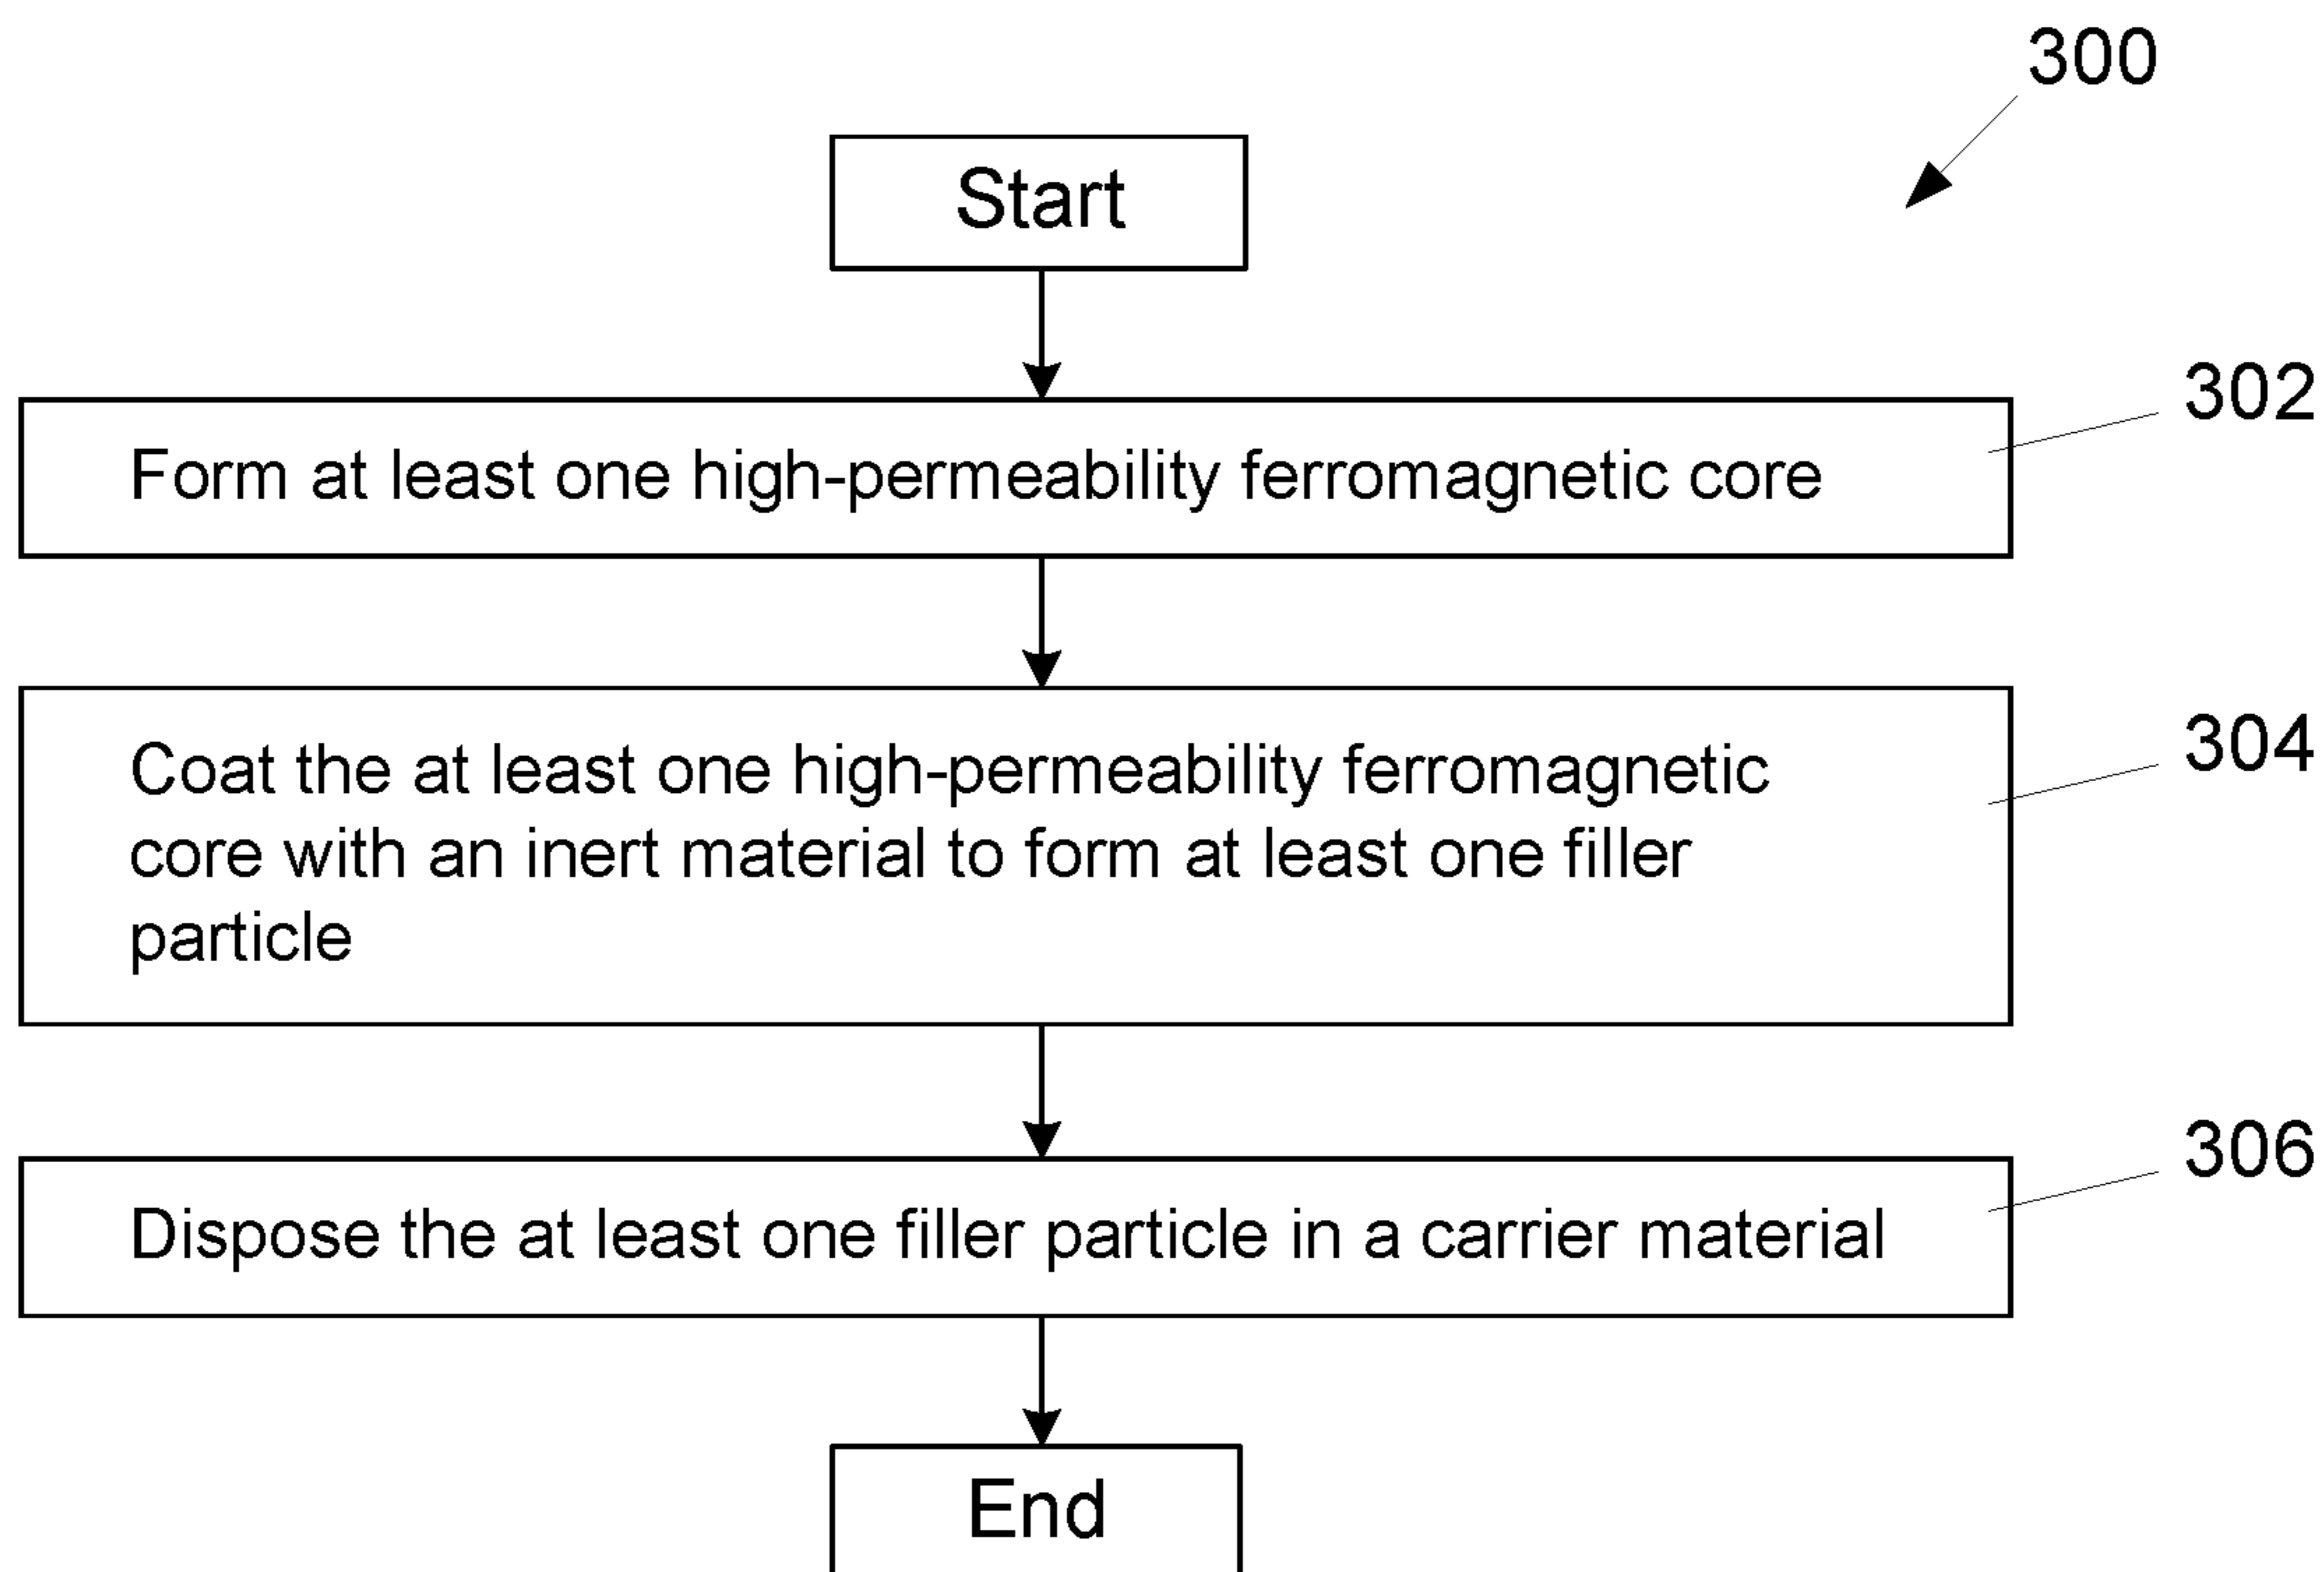 300
Start
302
Form at least one high-permeability ferromagnetic core
304
Coat the at least one high-permeability ferromagnetic
core with an inert material to form at least one filler
particle
306
Dispose the at least one filler particle in a carrier material
End